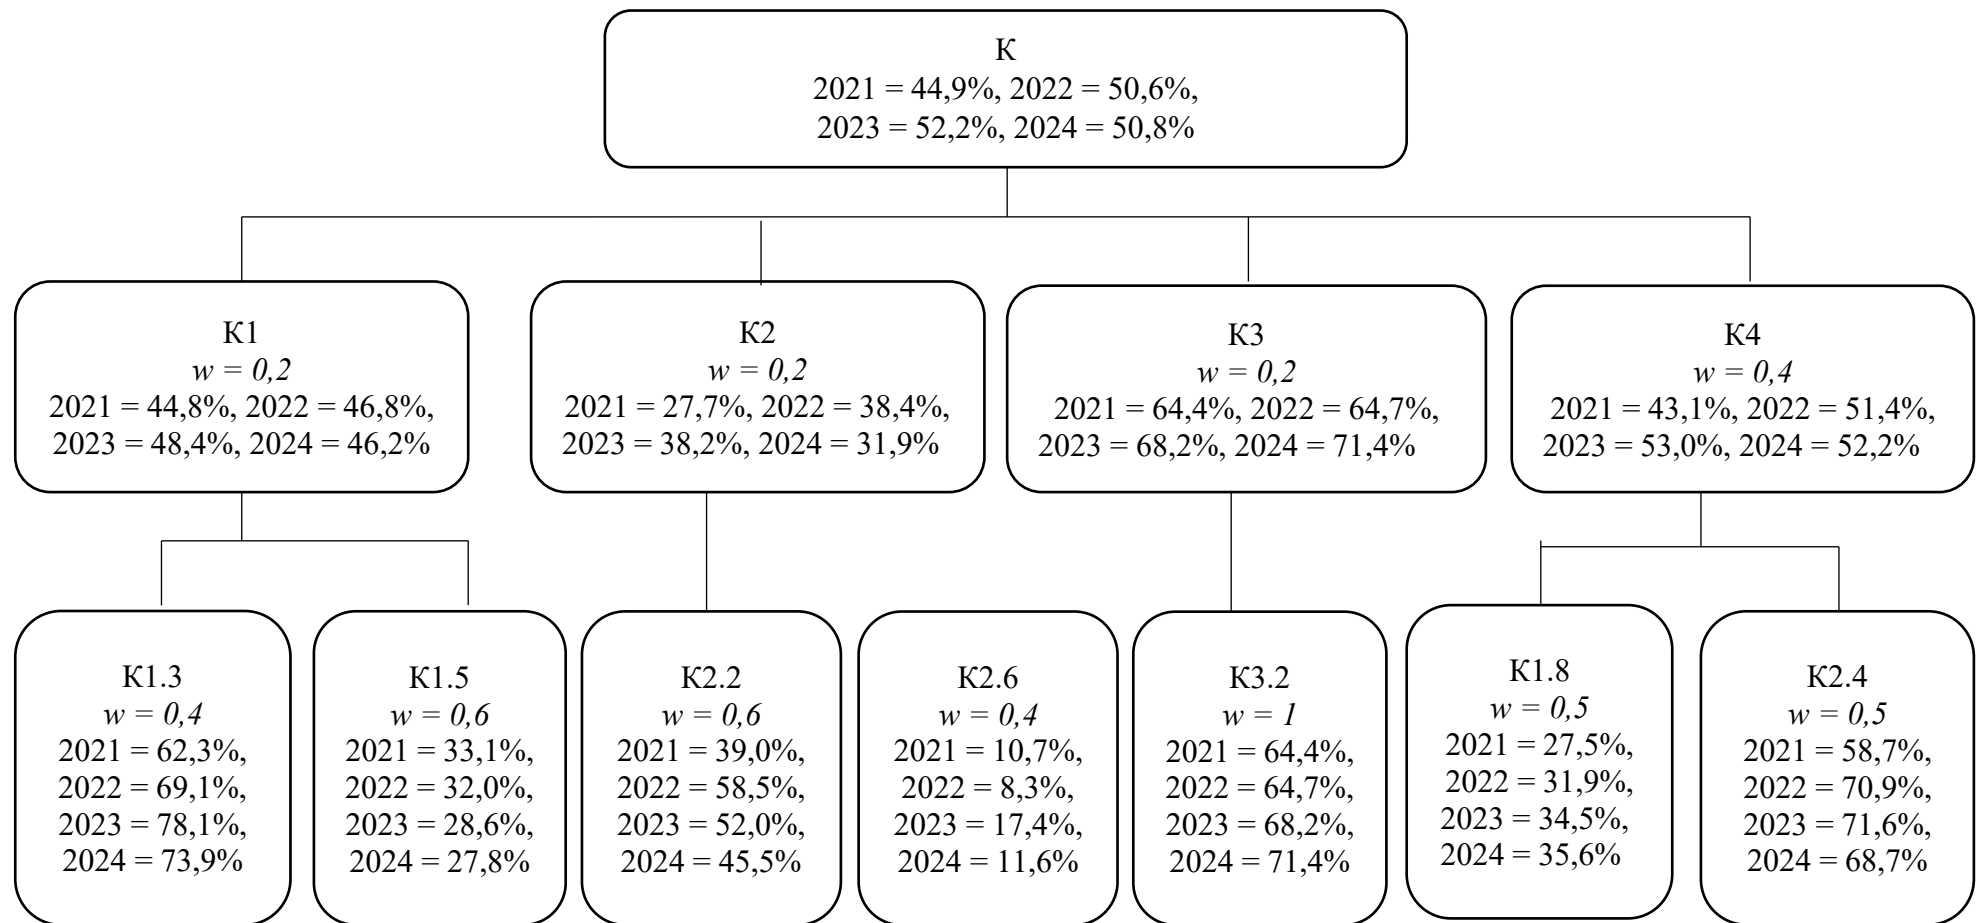 К
2021 = 44,9%, 2022 = 50,6%,
2023 = 52,2%, 2024 = 50,8%
К1
w = 0,2
2021 = 44,8%, 2022 = 46,8%,
2023 = 48,4%, 2024 = 46,2%
К2
w = 0,2
2021 = 27,7%, 2022 = 38,4%,
2023 = 38,2%, 2024 = 31,9%
К3
w = 0,2
2021 = 64,4%, 2022 = 64,7%,
2023 = 68,2%, 2024 = 71,4%
К4
w = 0,4
2021 = 43,1%, 2022 = 51,4%,
2023 = 53,0%, 2024 = 52,2%
К1.3
w = 0,4
2021 = 62,3%,
2022 = 69,1%,
2023 = 78,1%,
2024 = 73,9%
К1.5
w = 0,6
2021 = 33,1%,
2022 = 32,0%,
2023 = 28,6%,
2024 = 27,8%
К2.2
w = 0,6
2021 = 39,0%,
2022 = 58,5%,
2023 = 52,0%,
2024 = 45,5%
К2.6
w = 0,4
2021 = 10,7%,
2022 = 8,3%,
2023 = 17,4%,
2024 = 11,6%
К3.2
w = 1
2021 = 64,4%,
2022 = 64,7%,
2023 = 68,2%,
2024 = 71,4%
К1.8
w = 0,5
2021 = 27,5%,
2022 = 31,9%,
2023 = 34,5%,
2024 = 35,6%
К2.4
w = 0,5
2021 = 58,7%,
2022 = 70,9%,
2023 = 71,6%,
2024 = 68,7%